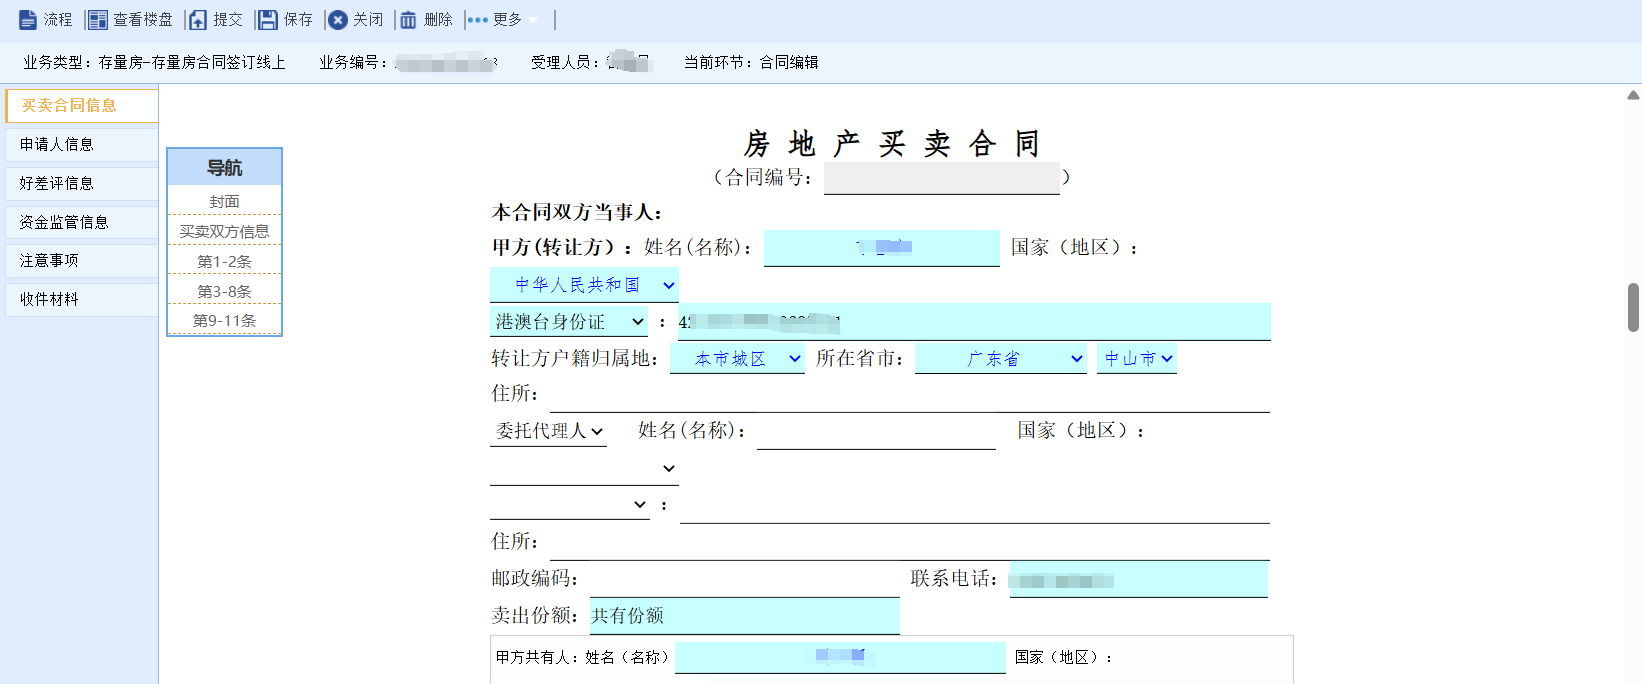 流程 查看楼盘 提交 保存 关闭 删除 更多
业务类型：存量房-存量房合同签订线上 业务编号： 受理人员： 当前环节：合同编辑
买卖合同信息
申请人信息
好差评信息
资金监管信息
注意事项
收件材料
导航
封面
买卖双方信息
第1-2条
第3-8条
第9-11条
房地产买卖合同
（合同编号： ）
本合同双方当事人：
甲方(转让方)：姓名(名称)： 国家（地区）：
中华人民共和国
港澳台身份证 ：
转让方户籍归属地： 本市城区 所在省市： 广东省 中山市
住所：
委托代理人 姓名(名称)： 国家（地区）：
：
住所：
邮政编码： 联系电话：
卖出份额：共有份额
甲方共有人：姓名（名称） 国家（地区）：